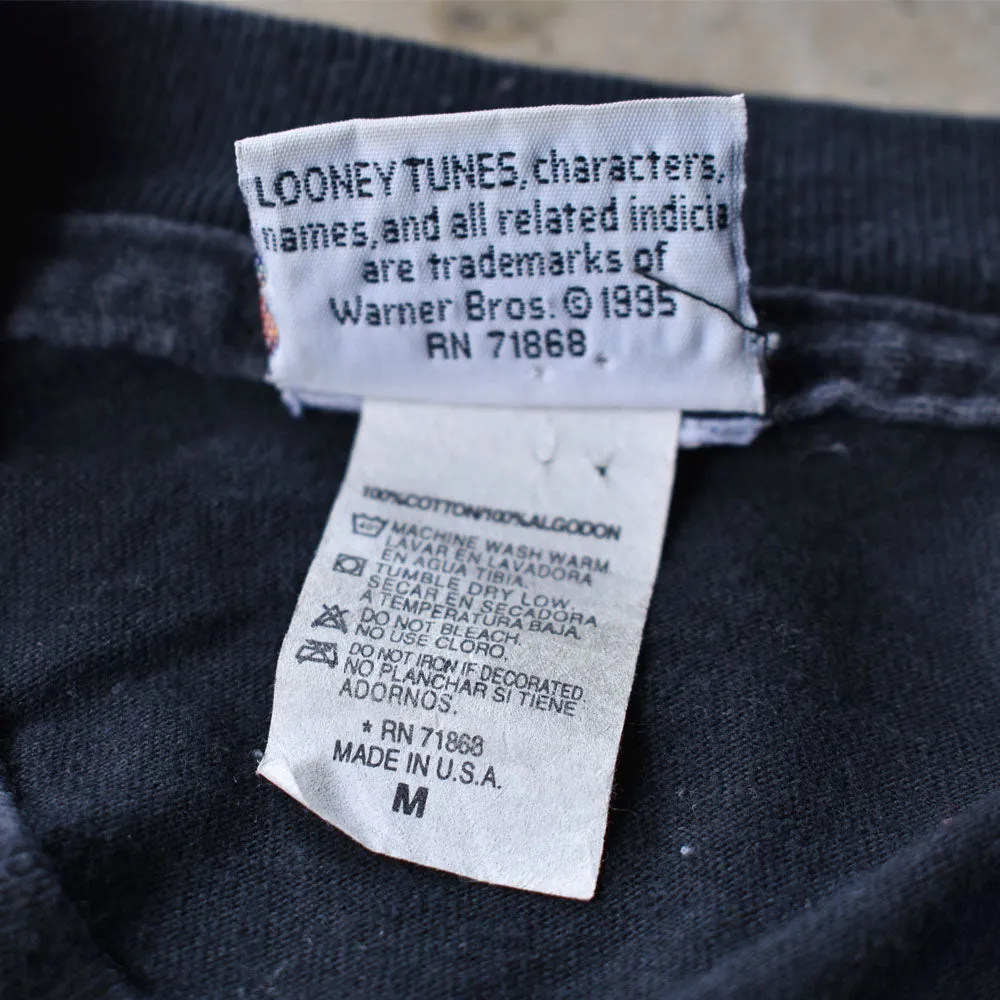 LOONEY TUNES, characters,
names, and all related indicia
are trademarks of
Warner Bros. © 1995
RN 71868
100%COTTON/100%ALGODON
40°
MACHINE WASH WARM
LAVAR EN LAVADORA
EN AGUA TIBIA.
TUMBLE DRY LOW.
SECAR EN SECADORA
A TEMPERATURA BAJA.
DO NOT BLEACH.
NO USE CLORO.
DO NOT IRON IF DECORATED
NO PLANCHAR SI TIENE
ADORNOS.
* RN 71868
MADE IN U.S.A.
M